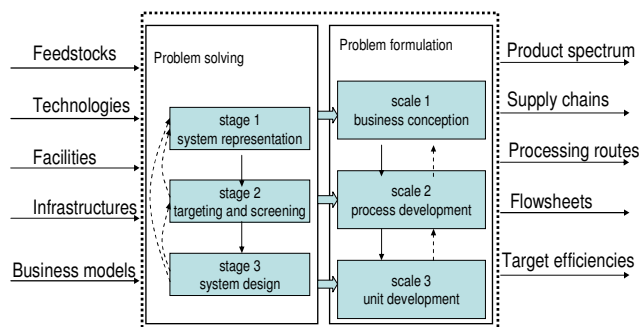 Feedstocks
Technologies
Facilities
Infrastructures
Business models
Problem solving
stage 1
system representation
stage 2
targeting and screening
stage 3
system design
Problem formulation
scale 1
business conception
scale 2
process development
scale 3
unit development
Product spectrum
Supply chains
Processing routes
Flowsheets
Target efficiencies